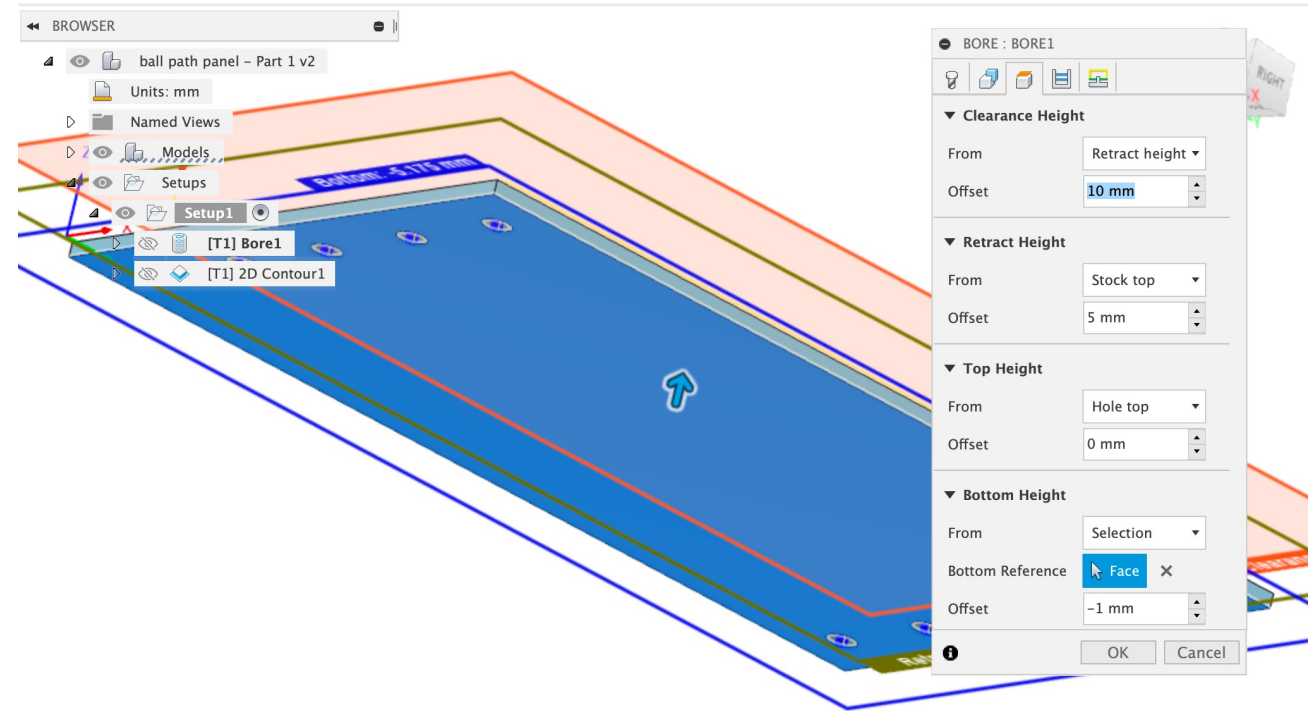 BROWSER
ball path panel – Part 1 v2
Units: mm
Named Views
Models
Setups
Setup1
[T1] Bore1
[T1] 2D Contour1
Z
X
Bottom: -5.175 mm
RIGHT
X
BORE : BORE1
Clearance Height
From Retract height
Offset 10 mm
Retract Height
From Stock top
Offset 5 mm
Top Height
From Hole top
Offset 0 mm
Bottom Height
From Selection
Bottom Reference Face
Offset -1 mm
OK Cancel